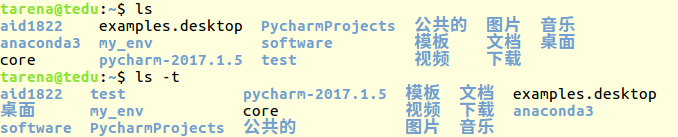 tarena@tedu:~$ ls
aid1822 examples.desktop PycharmProjects 公共的 图片 音乐
anaconda3 my_env software 模板 文档 桌面
core pycharm-2017.1.5 test 视频 下载
tarena@tedu:~$ ls -t
aid1822 test pycharm-2017.1.5 模板 文档 examples.desktop
桌面 my_env core 视频 下载 anaconda3
software PycharmProjects 公共的 图片 音乐